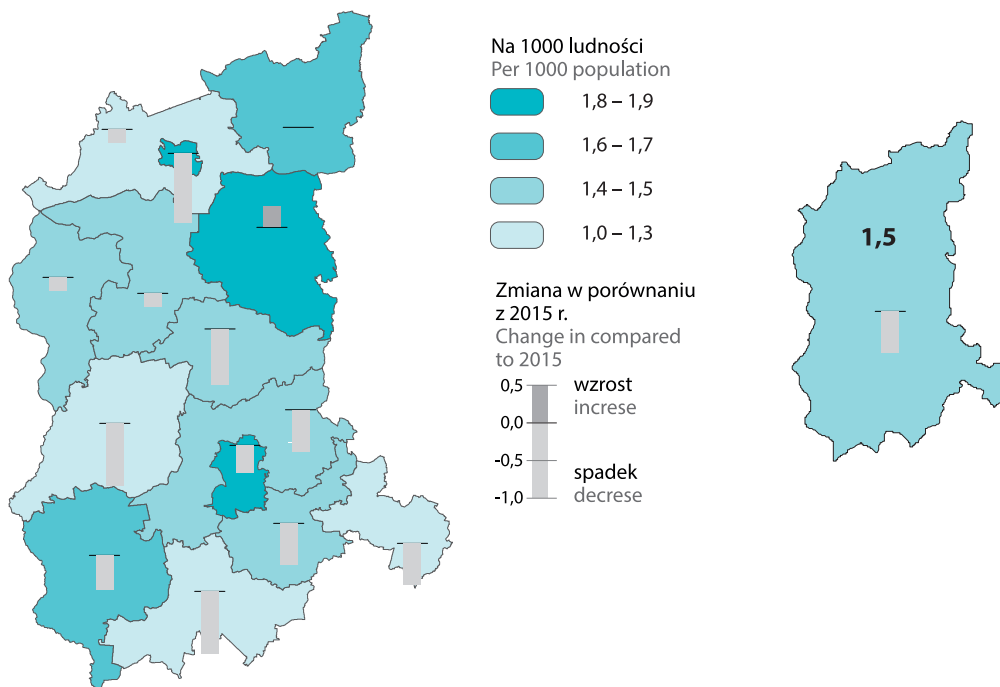 Na 1000 ludności
Per 1000 population
1,8 – 1,9
1,6 – 1,7
1,4 – 1,5
1,0 – 1,3
Zmiana w porównaniu
z 2015 r.
Change in compared
to 2015
0,5
wzrost
increse
0,0
-0,5
spadek
decrese
-1,0
1,5